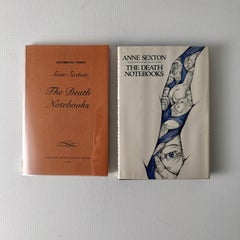 Anne Sexton
The Death
Notebooks
ANNE SEXTON
THE DEATH
NOTEBOOKS